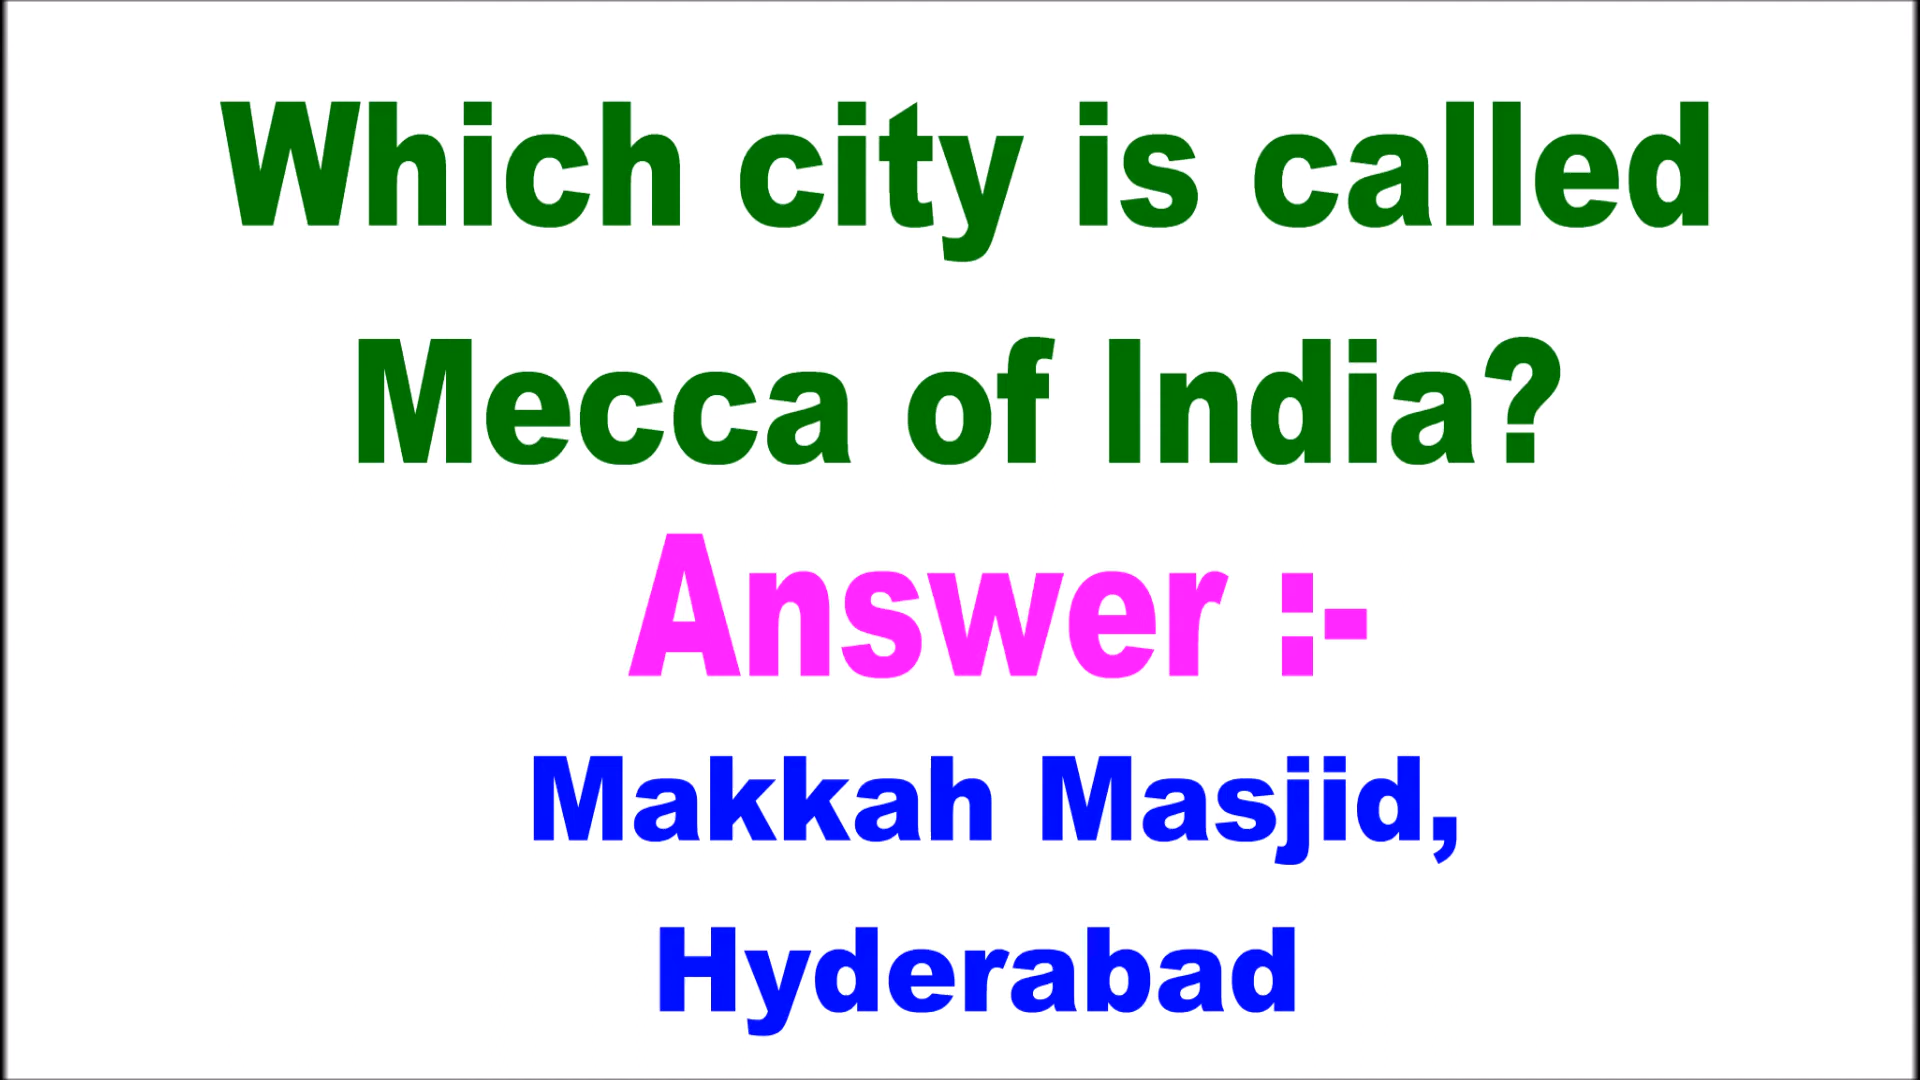 Which city is called
Mecca of India?
Answer :-
Makkah Masjid,
Hyderabad